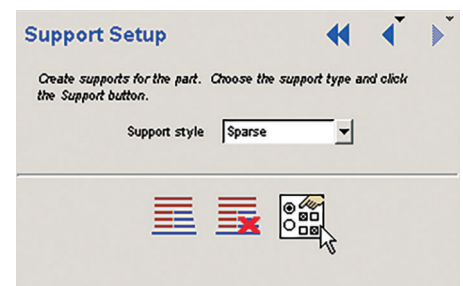 Support Setup
Create supports for the part. Choose the support type and click
the Support button.
Support style Sparse